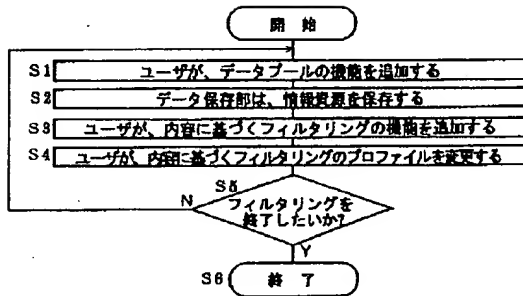 開 始
S1 ユーザが、データプールの機能を追加する
S2 データ保存部は、情報資源を保存する
S3 ユーザが、内容に基づくフィルタリングの機能を追加する
S4 ユーザが、内容に基づくフィルタリングのプロファイルを変更する
S5
N
フィルタリングを
終了したいか?
Y
S6 終 了